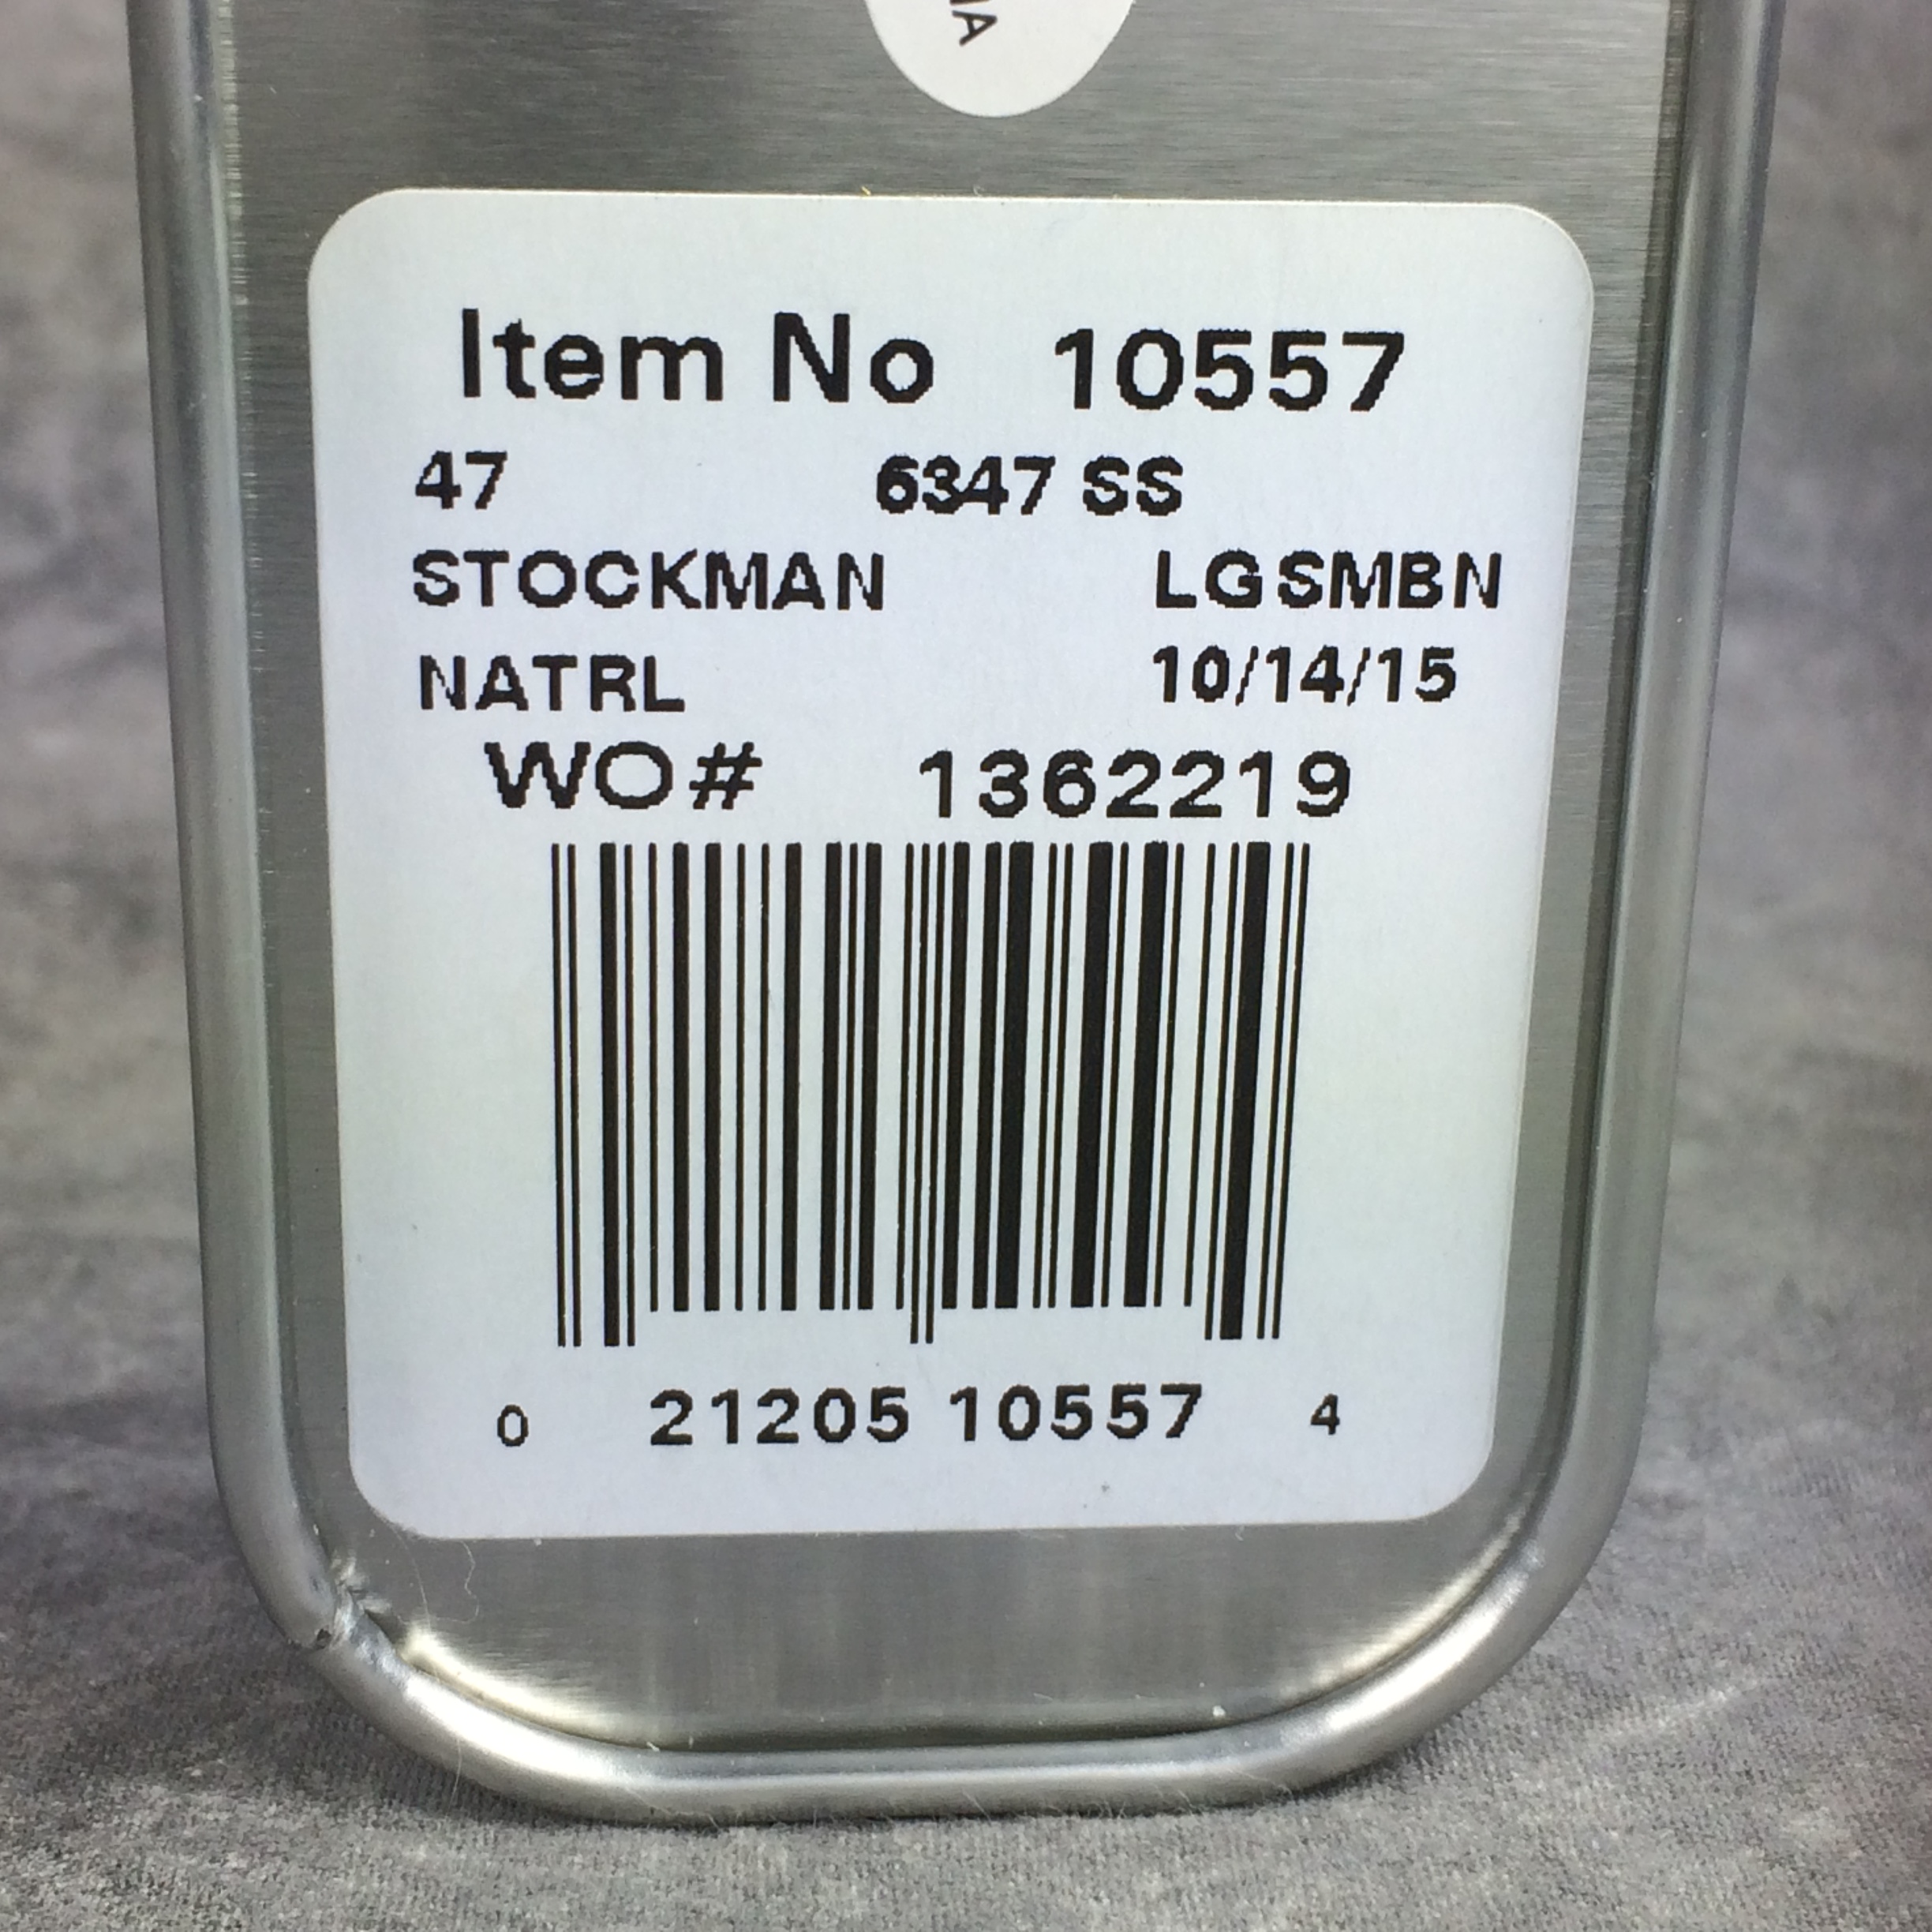 Item No 10557
47 6347 SS
STOCKMAN LGSMBN
NATRL 10/14/15
WO# 1362219
0 21205 10557 4